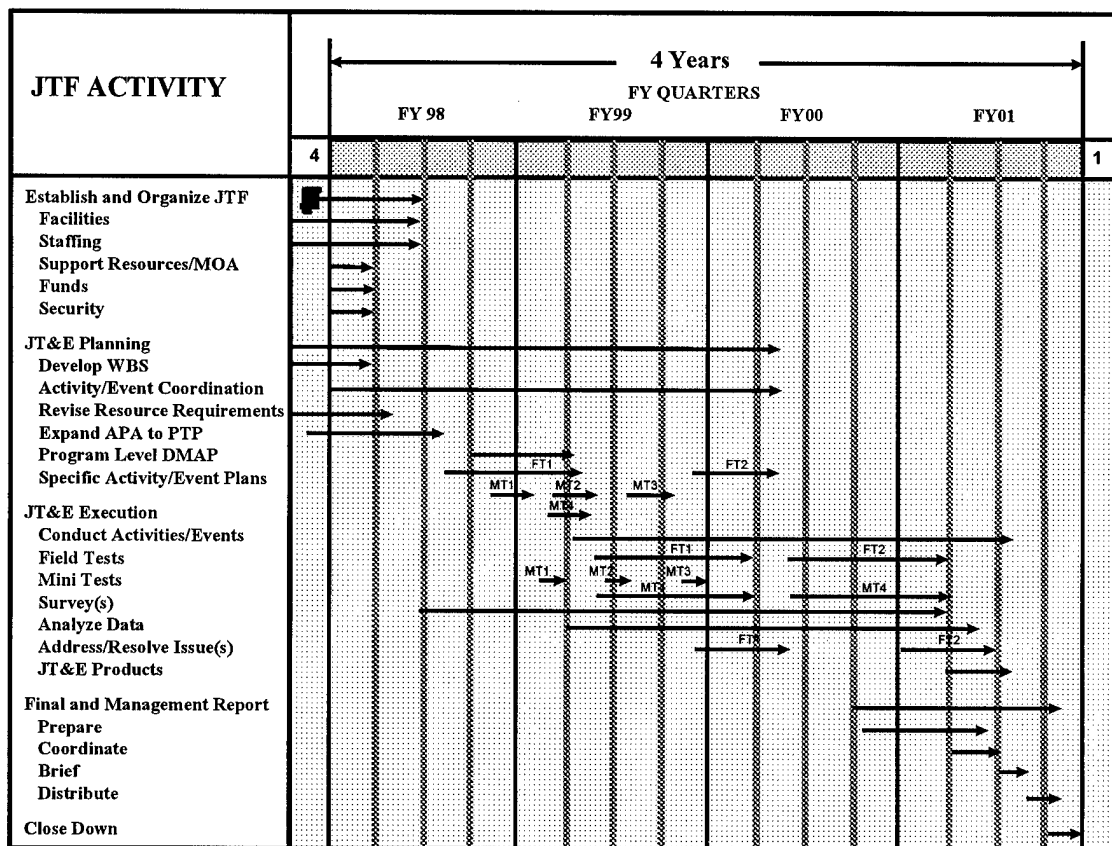 4 Years
JTF ACTIVITY
FY QUARTERS
FY 98 FY99 FY00 FY01
4 1
Establish and Organize JTF
Facilities
Staffing
Support Resources/MOA
Funds
Security
JT&E Planning
Develop WBS
Activity/Event Coordination
Revise Resource Requirements
Expand APA to PTP
Program Level DMAP
FT1 FT2
Specific Activity/Event Plans
MT1 MT2 MT3
MT4
JT&E Execution
Conduct Activities/Events
FT1 FT2
Field Tests
MT1 MT2 MT3
Mini Tests
MT4 MT4
Survey(s)
Analyze Data
FT1 FT2
Address/Resolve Issue(s)
JT&E Products
Final and Management Report
Prepare
Coordinate
Brief
Distribute
Close Down